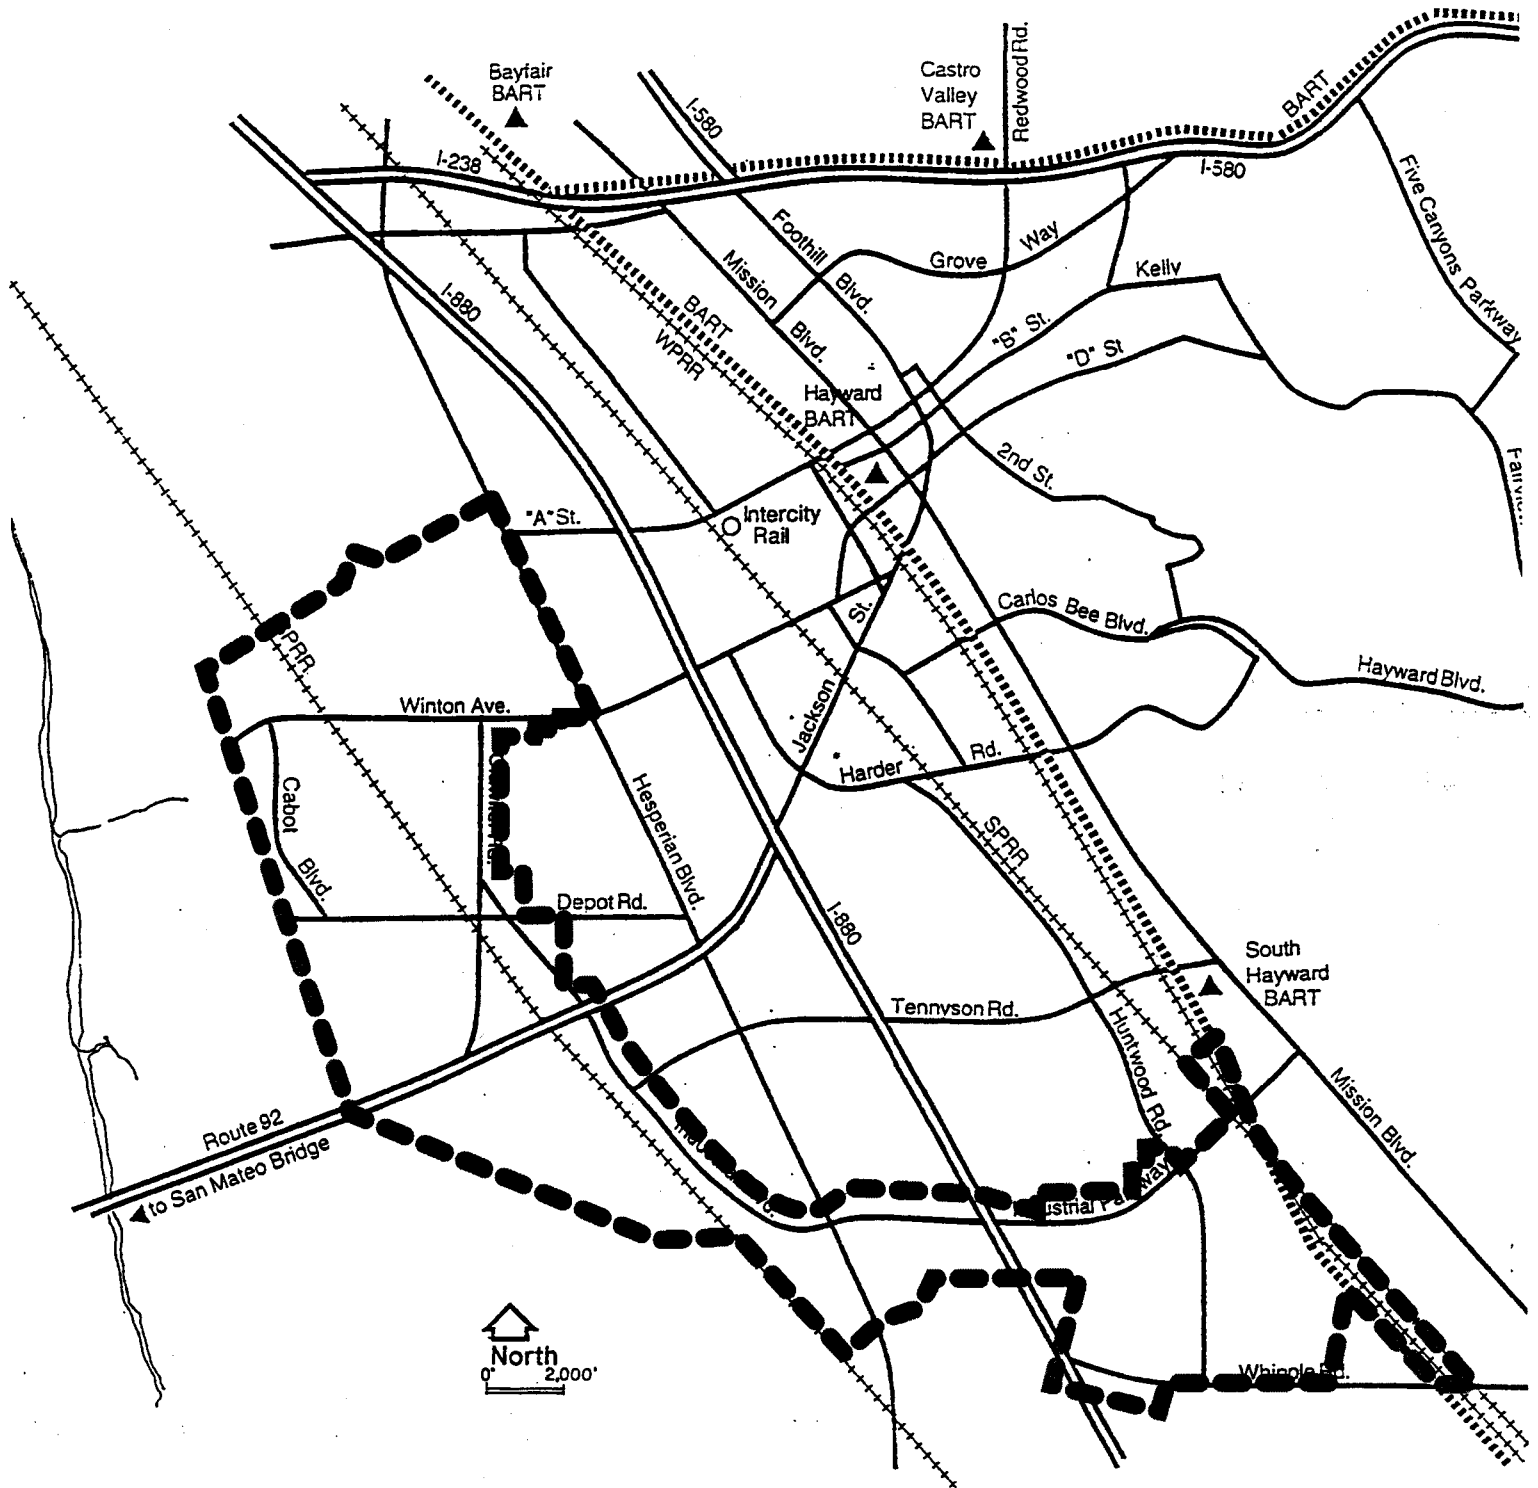 Bayfair
BART
Castro
Valley
BART
Redwood Rd.
BART
I-580
I-238
I-580
Five Canyons Parkway
Foothill
Blvd.
Grove
Way
Kelly
Mission
Blvd.
I-880
BART
WPRR
"B" St.
"D" St
Hayward
BART
2nd St.
"A" St.
Intercity
Rail
Carlos Bee Blvd.
St.
Hayward Blvd.
PRR
Winton Ave.
Jackson
Harder
Rd.
Cabot
Blvd.
Hesperian Blvd.
SPRR
Depot Rd.
I-880
South
Hayward
BART
Tennyson Rd.
Huntwood Rd.
Mission Blvd.
Route 92
to San Mateo Bridge
North
0' 2,000'
Whipple Rd.